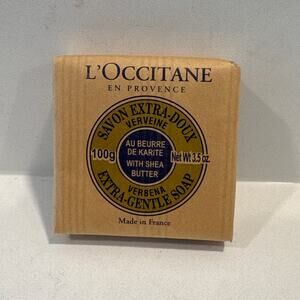 L'OCCITANE
EN PROVENCE
SAVON EXTRA-DOUX
VERVEINE
100g
AU BEURRE
DE KARITE
WITH SHEA
BUTTER
Net Wt 3.5 oz.
VERBENA
EXTRA-GENTLE SOAP
Made in France